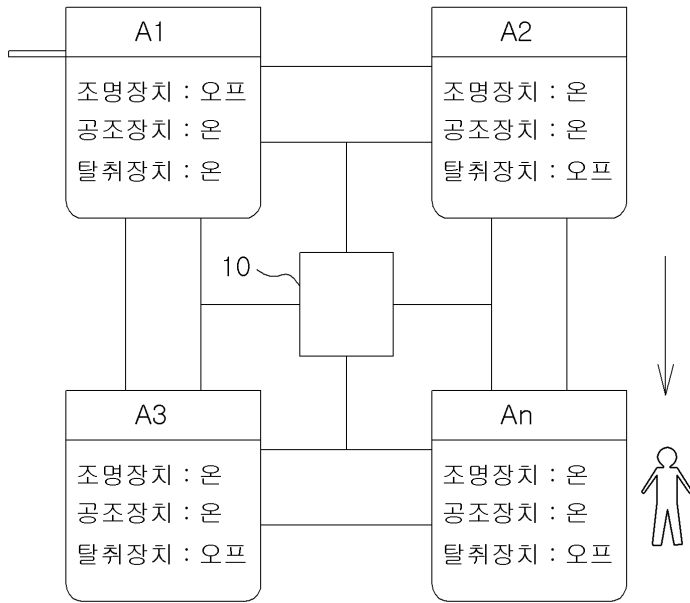 A1
조명장치 : 오프
공조장치 : 온
탈취장치 : 온
A2
조명장치 : 온
공조장치 : 온
탈취장치 : 오프
10
A3
조명장치 : 온
공조장치 : 온
탈취장치 : 오프
An
조명장치 : 온
공조장치 : 온
탈취장치 : 오프